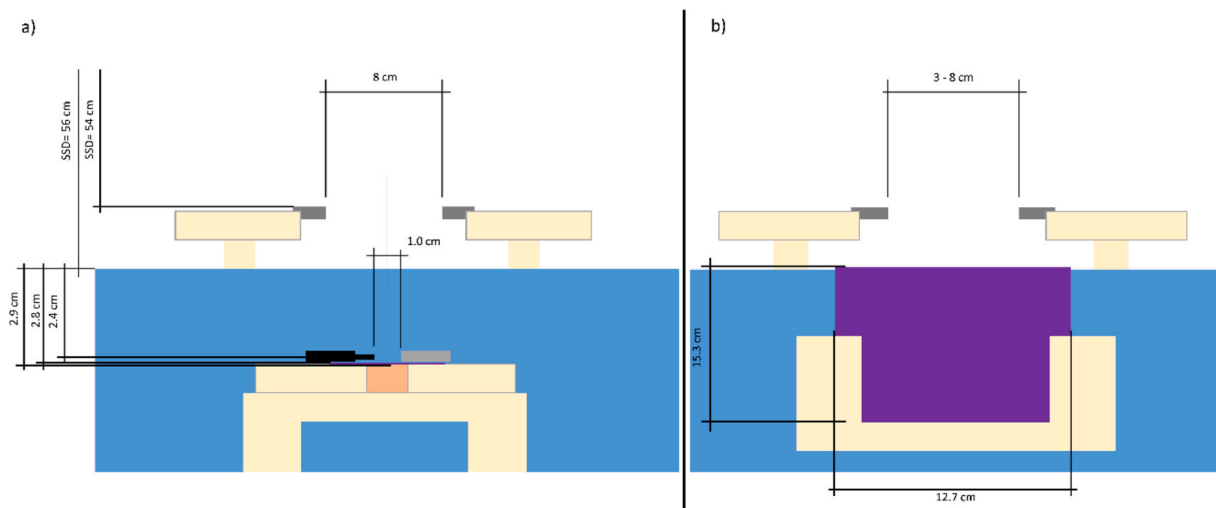 a)
8 cm
SSD= 56 cm
SSD= 54 cm
1.0 cm
2.9 cm
2.8 cm
2.4 cm
b)
3 - 8 cm
15.3 cm
12.7 cm